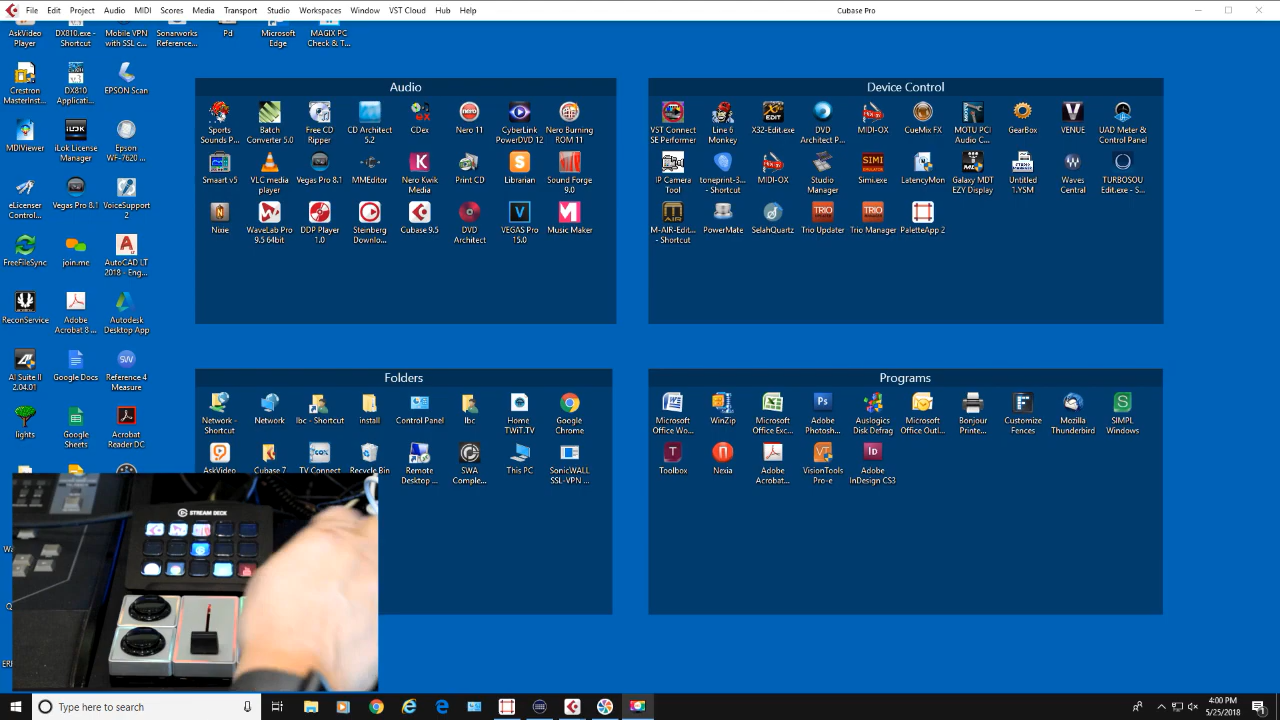 File Edit Project Audio MIDI Scores Media Transport Studio Workspaces Window VST Cloud Hub Help
Cubase Pro
AskVideo
Player
DX810.exe -
Shortcut
Mobile VPN
with SSL c...
Sonarworks
Reference...
Pd
Microsoft
Edge
MAGIX PC
Check & T...
Crestron
MasterInst...
DX810
Applicati...
EPSON Scan
MDIViewer
iLok License
Manager
Epson
WF-7620 ...
eLicenser
Control...
Vegas Pro 8.1
VoiceSupport
2
FreeFileSync
join.me
AutoCAD LT
2018 - Eng...
ReconService
Adobe
Acrobat 8 ...
Autodesk
Desktop App
AI Suite II
2.04.01
Google Docs
Reference 4
Measure
lights
Google
Sheets
Acrobat
Reader DC
Audio
Sports
Sounds P...
Batch
Converter 5.0
Free CD
Ripper
CD Architect
5.2
CDex
Nero 11
CyberLink
PowerDVD 12
Nero Burning
ROM 11
Smaart v5
VLC media
player
Vegas Pro 8.1
MMEditor
Nero Kwik
Media
Print CD
Librarian
Sound Forge
9.0
Nixie
WaveLab Pro
9.5 64bit
DDP Player
1.0
Steinberg
Downlo...
Cubase 9.5
DVD
Architect
VEGAS Pro
15.0
Music Maker
Device Control
VST Connect
SE Performer
Line 6
Monkey
X32-Edit.exe
DVD
Architect P...
MIDI-OX
CueMix FX
MOTU PCI
Audio C...
GearBox
VENUE
UAD Meter &
Control Panel
IP Camera
Tool
toneprint-3...
- Shortcut
MIDI-OX
Studio
Manager
Simi.exe
LatencyMon
Galaxy MDT
EZY Display
Untitled
1.YSM
Waves
Central
TURBOSOU
Edit.exe - S...
M-AIR-Edit...
- Shortcut
PowerMate
SelahQuartz
Trio Updater
Trio Manager
PaletteApp 2
Folders
Network -
Shortcut
Network
lbc - Shortcut
install
Control Panel
lbc
Home
TWiT.TV
Google
Chrome
AskVideo
Cubase 7
TV Connect
Recycle Bin
Remote
Desktop ...
SWA
Comple...
This PC
SonicWALL
SSL-VPN ...
Programs
Microsoft
Office Wo...
WinZip
Microsoft
Office Exc...
Adobe
Photosh...
Auslogics
Disk Defrag
Microsoft
Office Outl...
Bonjour
Printe...
Customize
Fences
Mozilla
Thunderbird
SIMPL
Windows
Toolbox
Nexia
Adobe
Acrobat...
VisionTools
Pro-e
Adobe
InDesign CS3
STREAM DECK
Type here to search
4:00 PM
5/25/2018